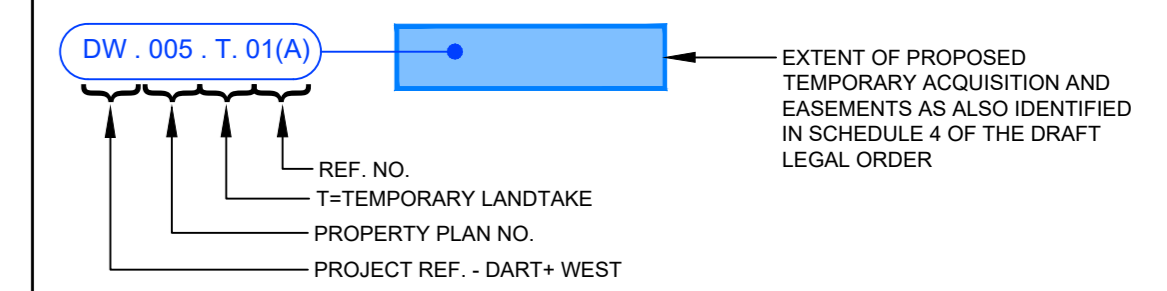 DW . 005 . T. 01(A)
EXTENT OF PROPOSED
TEMPORARY ACQUISITION AND
EASEMENTS AS ALSO IDENTIFIED
IN SCHEDULE 4 OF THE DRAFT
LEGAL ORDER
REF. NO.
T=TEMPORARY LANDTAKE
PROPERTY PLAN NO.
PROJECT REF. - DART+ WEST